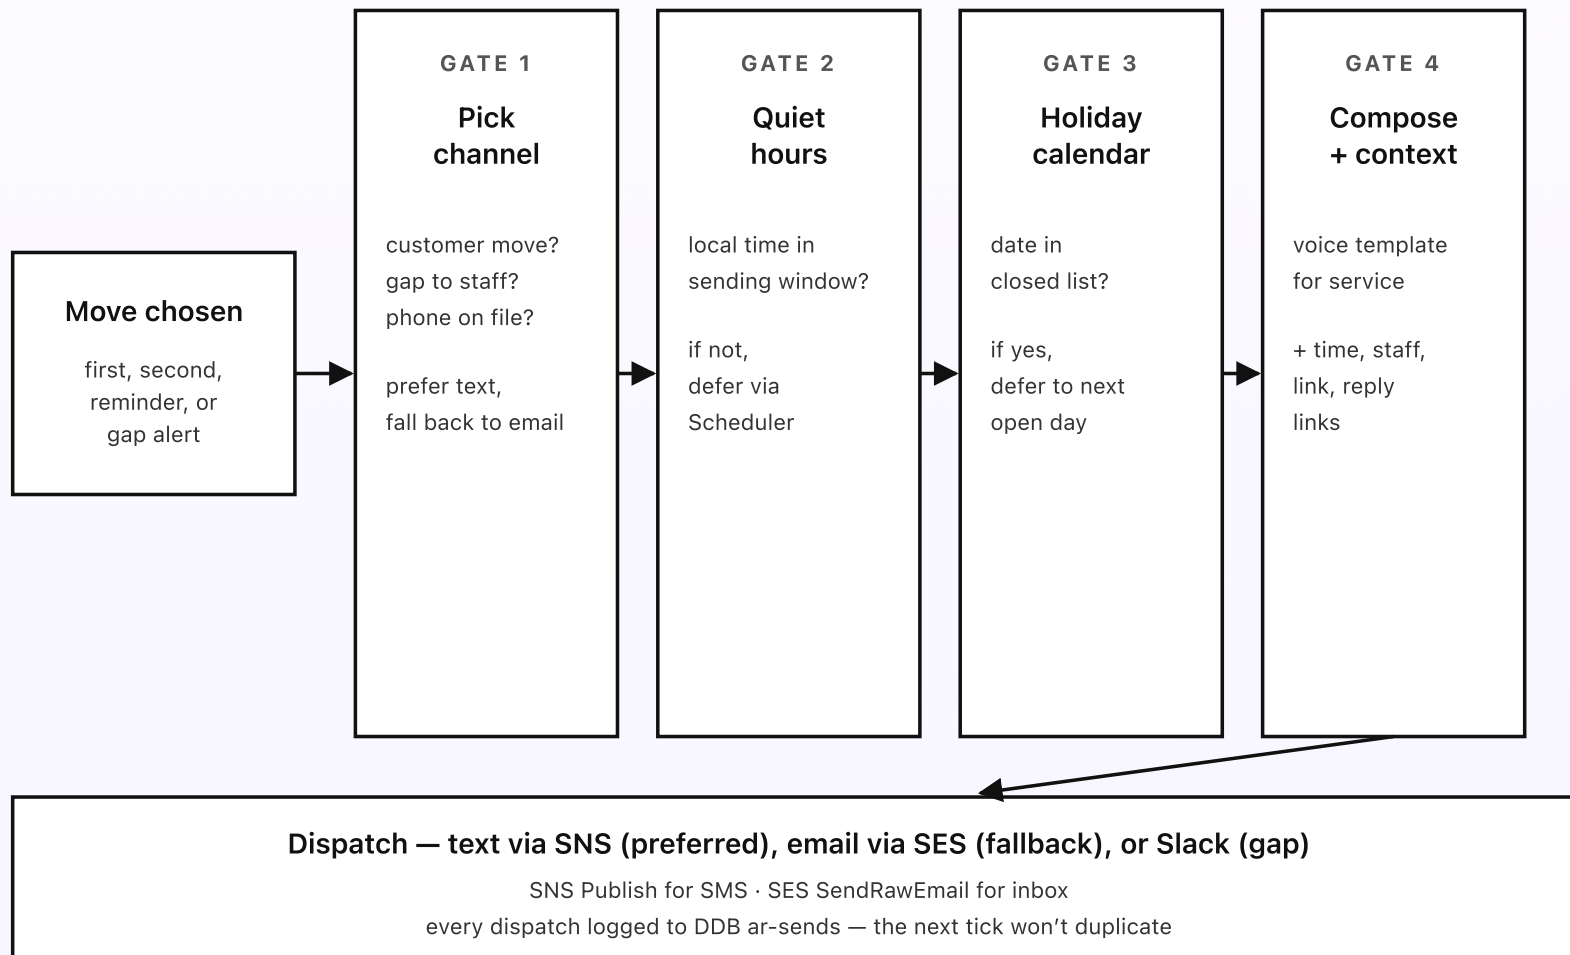 Move chosen
first, second,
reminder, or
gap alert
GATE 1
Pick
channel
customer move?
gap to staff?
phone on file?
prefer text,
fall back to email
GATE 2
Quiet
hours
local time in
sending window?
if not,
defer via
Scheduler
GATE 3
Holiday
calendar
date in
closed list?
if yes,
defer to next
open day
GATE 4
Compose
+ context
voice template
for service
+ time, staff,
link, reply
links
Dispatch — text via SNS (preferred), email via SES (fallback), or Slack (gap)
SNS Publish for SMS · SES SendRawEmail for inbox
every dispatch logged to DDB ar-sends — the next tick won’t duplicate